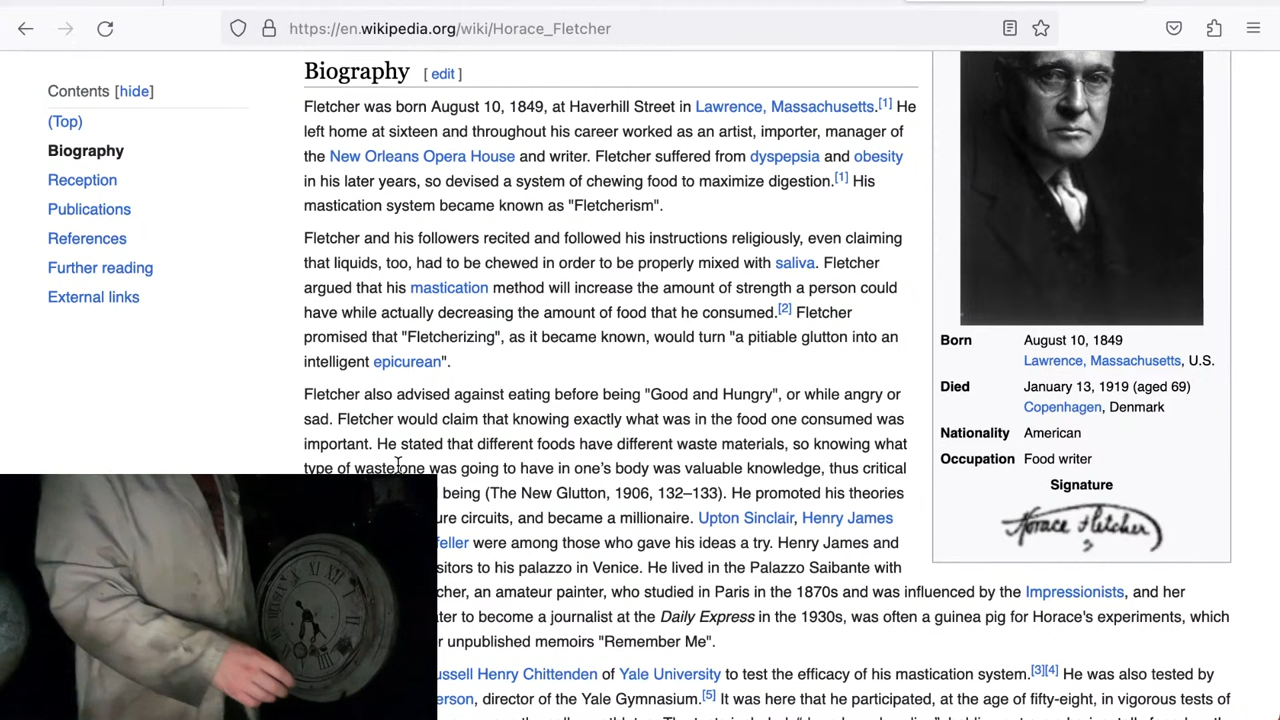 https://en.wikipedia.org/wiki/Horace_Fletcher
Contents [hide]
(Top)
Biography
Reception
Publications
References
Further reading
External links
Biography [ edit ]
Fletcher was born August 10, 1849, at Haverhill Street in Lawrence, Massachusetts.[1] He
left home at sixteen and throughout his career worked as an artist, importer, manager of
the New Orleans Opera House and writer. Fletcher suffered from dyspepsia and obesity
in his later years, so devised a system of chewing food to maximize digestion.[1] His
mastication system became known as "Fletcherism".
Fletcher and his followers recited and followed his instructions religiously, even claiming
that liquids, too, had to be chewed in order to be properly mixed with saliva. Fletcher
argued that his mastication method will increase the amount of strength a person could
have while actually decreasing the amount of food that he consumed.[2] Fletcher
promised that "Fletcherizing", as it became known, would turn "a pitiable glutton into an
intelligent epicurean".
Fletcher also advised against eating before being "Good and Hungry", or while angry or
sad. Fletcher would claim that knowing exactly what was in the food one consumed was
important. He stated that different foods have different waste materials, so knowing what
type of waste one was going to have in one's body was valuable knowledge, thus critical
being (The New Glutton, 1906, 132–133). He promoted his theories
ure circuits, and became a millionaire. Upton Sinclair, Henry James
feller were among those who gave his ideas a try. Henry James and
sitors to his palazzo in Venice. He lived in the Palazzo Saibante with
cher, an amateur painter, who studied in Paris in the 1870s and was influenced by the Impressionists, and her
ter to become a journalist at the Daily Express in the 1930s, was often a guinea pig for Horace's experiments, which
r unpublished memoirs "Remember Me".
ssell Henry Chittenden of Yale University to test the efficacy of his mastication system.[3][4] He was also tested by
erson, director of the Yale Gymnasium.[5] It was here that he participated, at the age of fifty-eight, in vigorous tests of
Born August 10, 1849
Lawrence, Massachusetts, U.S.
Died January 13, 1919 (aged 69)
Copenhagen, Denmark
Nationality American
Occupation Food writer
Signature
Horace Fletcher